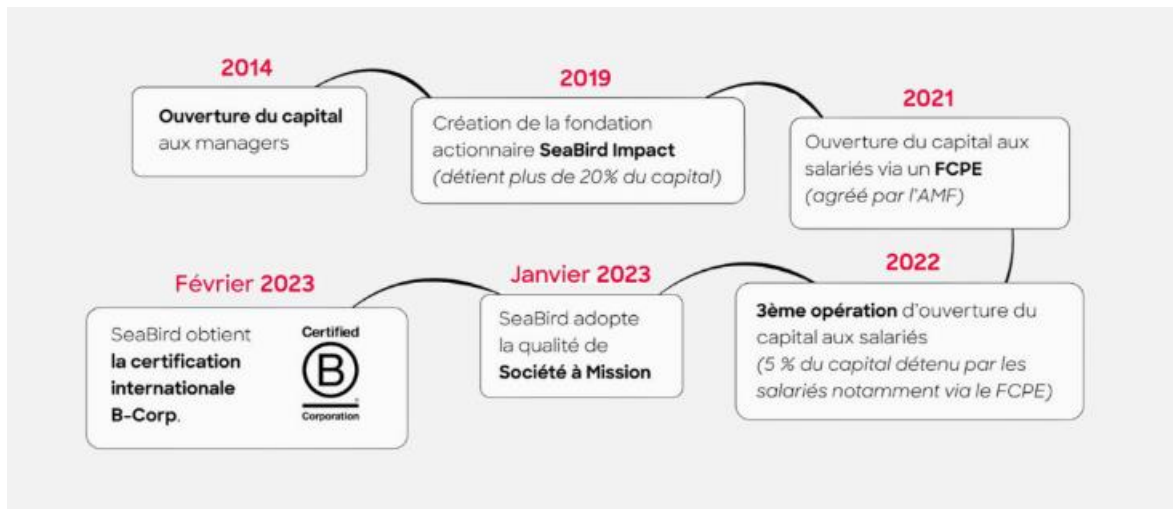 2014
Ouverture du capital
aux managers
2019
Création de la fondation
actionnaire SeaBird Impact
(détient plus de 20% du capital)
2021
Ouverture du capital aux
salariés via un FCPE
(agréé par l'AMF)
2022
3ème opération d'ouverture du
capital aux salariés
(5 % du capital détenu par les
salariés notamment via le FCPE)
Janvier 2023
SeaBird adopte
la qualité de
Société à Mission
Février 2023
SeaBird obtient
la certification
internationale
B-Corp.
Certified
B
Corporation